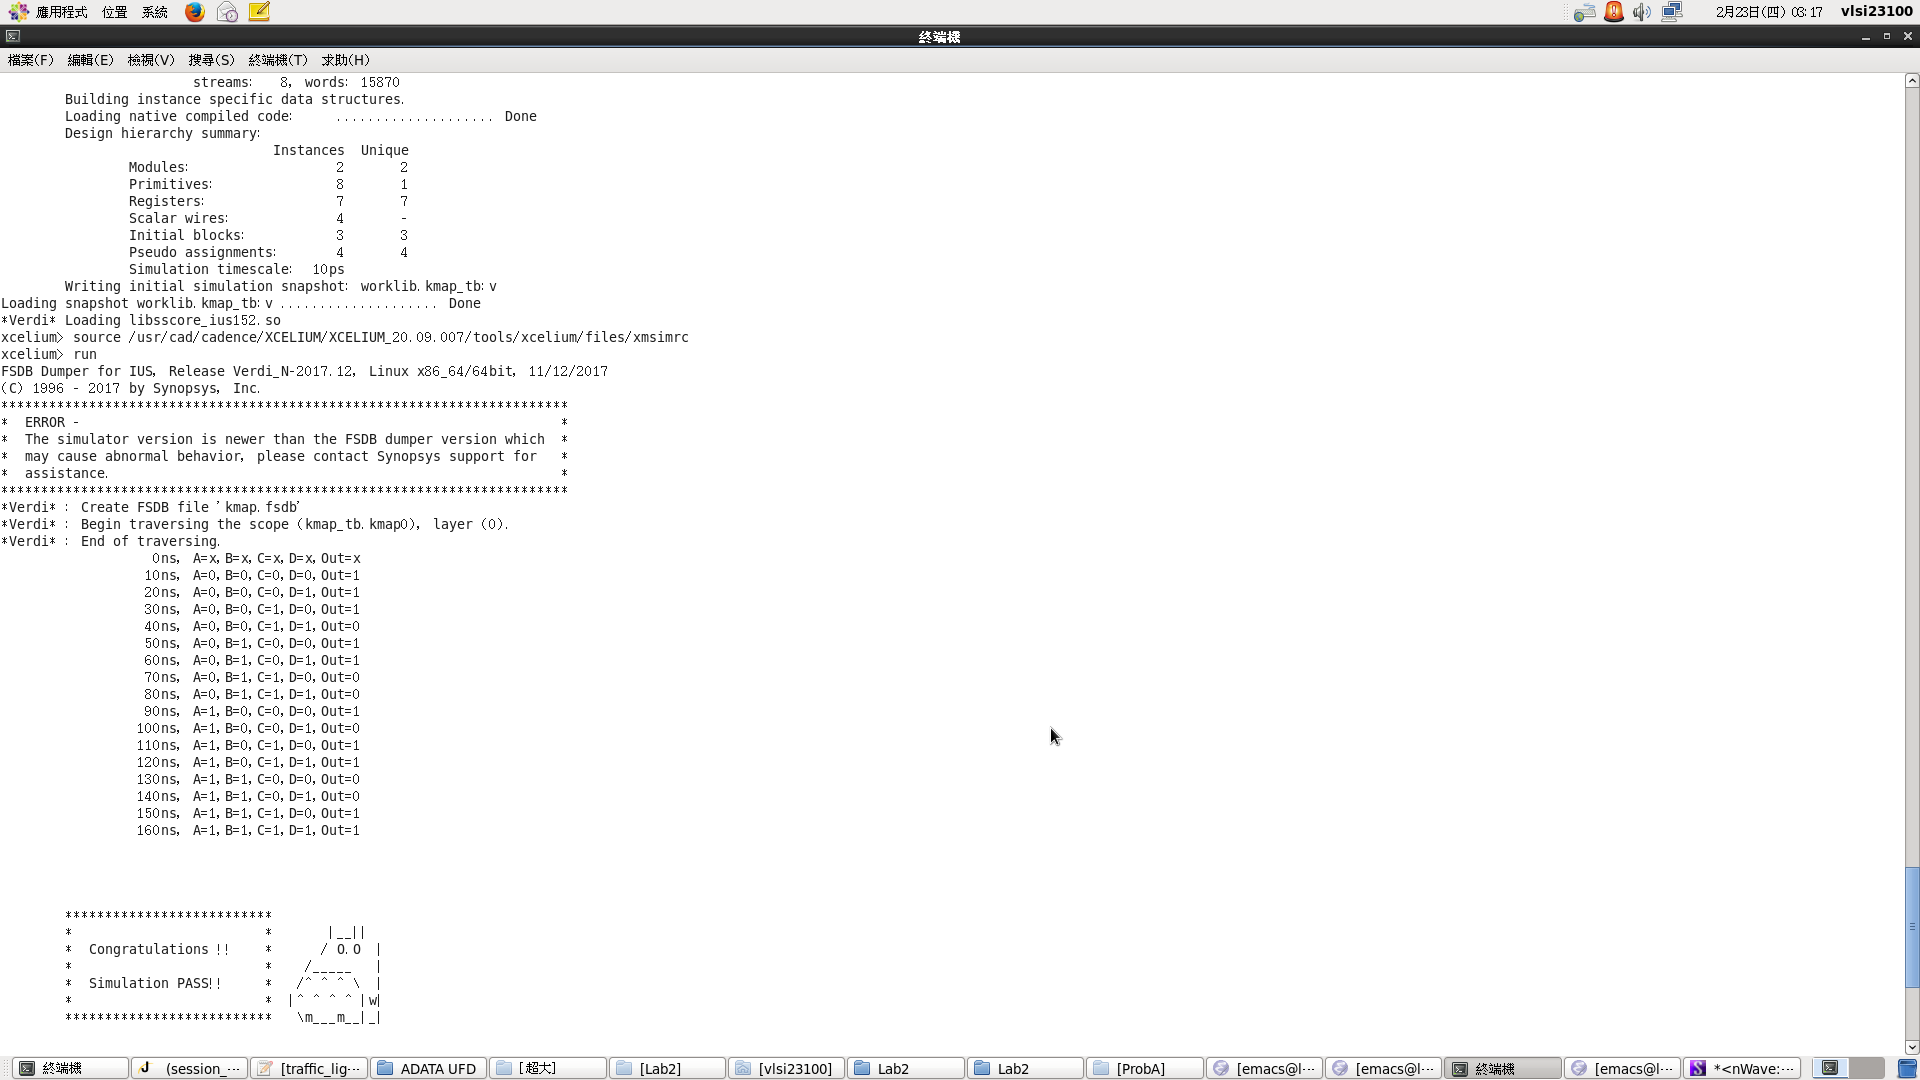 應用程式 位置 系統 2月23日(四) 03:17 vlsi23100
終端機
檔案(F) 編輯(E) 檢視(V) 搜尋(S) 終端機(T) 求助(H)
streams: 8, words: 15870
Building instance specific data structures.
Loading native compiled code: .................... Done
Design hierarchy summary:
Instances Unique
Modules: 2 2
Primitives: 8 1
Registers: 7 7
Scalar wires: 4 -
Initial blocks: 3 3
Pseudo assignments: 4 4
Simulation timescale: 10ps
Writing initial simulation snapshot: worklib.kmap_tb:v
Loading snapshot worklib.kmap_tb:v .................... Done
*Verdi* Loading libsscore_ius152.so
xcelium> source /usr/cad/cadence/XCELIUM/XCELIUM_20.09.007/tools/xcelium/files/xmsimrc
xcelium> run
FSDB Dumper for IUS, Release Verdi_N-2017.12, Linux x86_64/64bit, 11/12/2017
(C) 1996 - 2017 by Synopsys, Inc.
***********************************************************************
* ERROR - *
* The simulator version is newer than the FSDB dumper version which *
* may cause abnormal behavior, please contact Synopsys support for *
* assistance. *
***********************************************************************
*Verdi* : Create FSDB file 'kmap.fsdb'
*Verdi* : Begin traversing the scope (kmap_tb.kmap0), layer (0).
*Verdi* : End of traversing.
0ns, A=x,B=x,C=x,D=x,Out=x
10ns, A=0,B=0,C=0,D=0,Out=1
20ns, A=0,B=0,C=0,D=1,Out=1
30ns, A=0,B=0,C=1,D=0,Out=1
40ns, A=0,B=0,C=1,D=1,Out=0
50ns, A=0,B=1,C=0,D=0,Out=1
60ns, A=0,B=1,C=0,D=1,Out=1
70ns, A=0,B=1,C=1,D=0,Out=0
80ns, A=0,B=1,C=1,D=1,Out=0
90ns, A=1,B=0,C=0,D=0,Out=1
100ns, A=1,B=0,C=0,D=1,Out=0
110ns, A=1,B=0,C=1,D=0,Out=1
120ns, A=1,B=0,C=1,D=1,Out=1
130ns, A=1,B=1,C=0,D=0,Out=0
140ns, A=1,B=1,C=0,D=1,Out=0
150ns, A=1,B=1,C=1,D=0,Out=1
160ns, A=1,B=1,C=1,D=1,Out=1
**************************
* * |__||
* Congratulations !! * / O.O |
* * /_____ |
* Simulation PASS!! * /^ ^ ^ \ |
* * |^ ^ ^ ^ |w|
************************** \m___m__|_|
終端機 (session_... [traffic_lig... ADATA UFD [超大] [Lab2] [vlsi23100] Lab2 Lab2 [ProbA] [emacs@l... [emacs@l... 終端機 [emacs@l... *<nWave:...